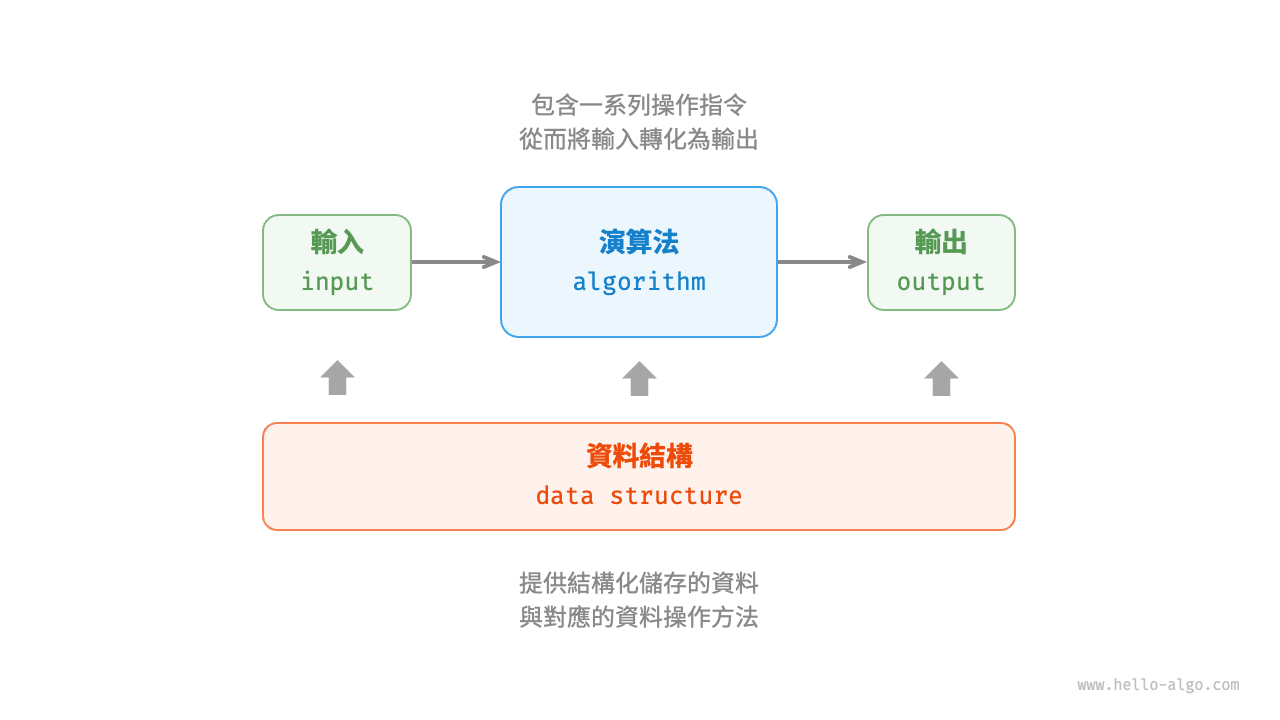 包含一系列操作指令
從而將輸入轉化為輸出
輸入
input
演算法
algorithm
輸出
output
資料結構
data structure
提供結構化儲存的資料
與對應的資料操作方法
www.hello-algo.com